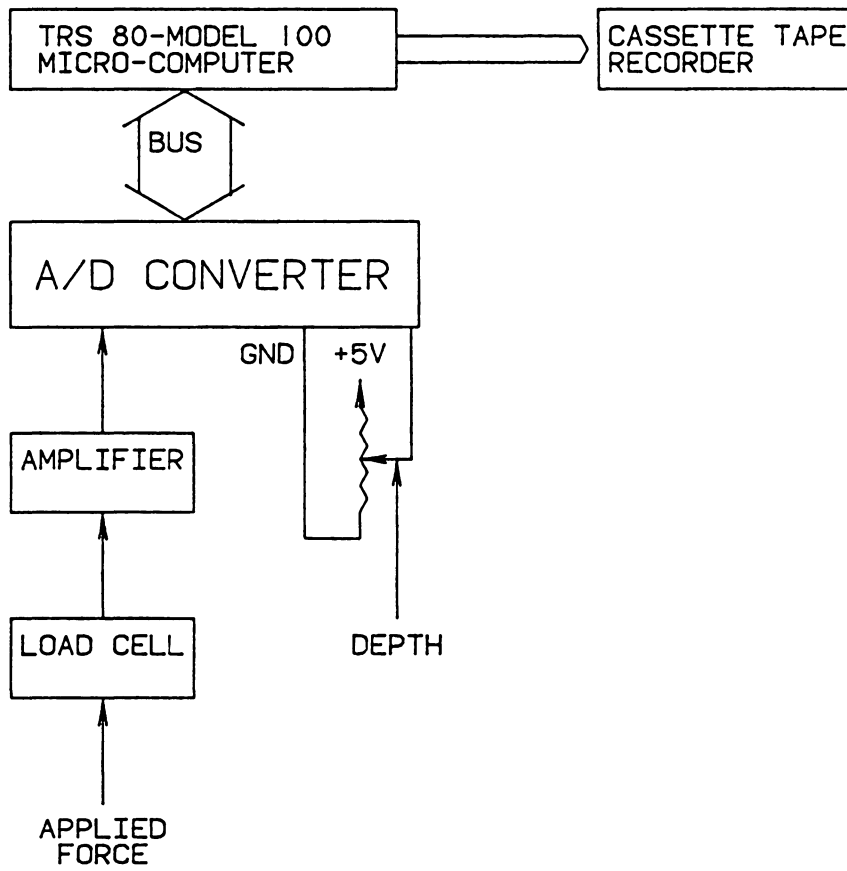 TRS 80-MODEL 100
MICRO-COMPUTER
CASSETTE TAPE
RECORDER
BUS
A/D CONVERTER
GND +5V
AMPLIFIER
LOAD CELL
DEPTH
APPLIED
FORCE